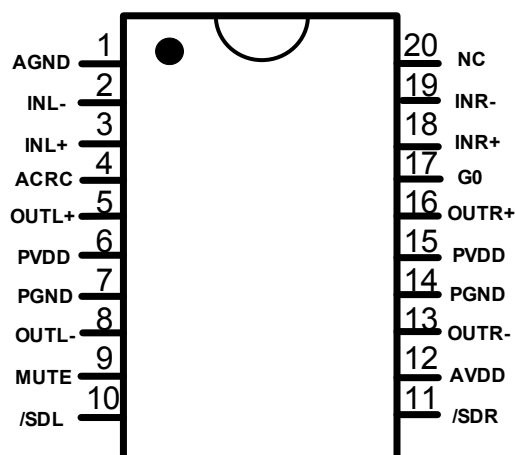 1 AGND
2 INL-
3 INL+
4 ACRC
5 OUTL+
6 PVDD
7 PGND
8 OUTL-
9 MUTE
10 /SDL
20 NC
19 INR-
18 INR+
17 G0
16 OUTR+
15 PVDD
14 PGND
13 OUTR-
12 AVDD
11 /SDR